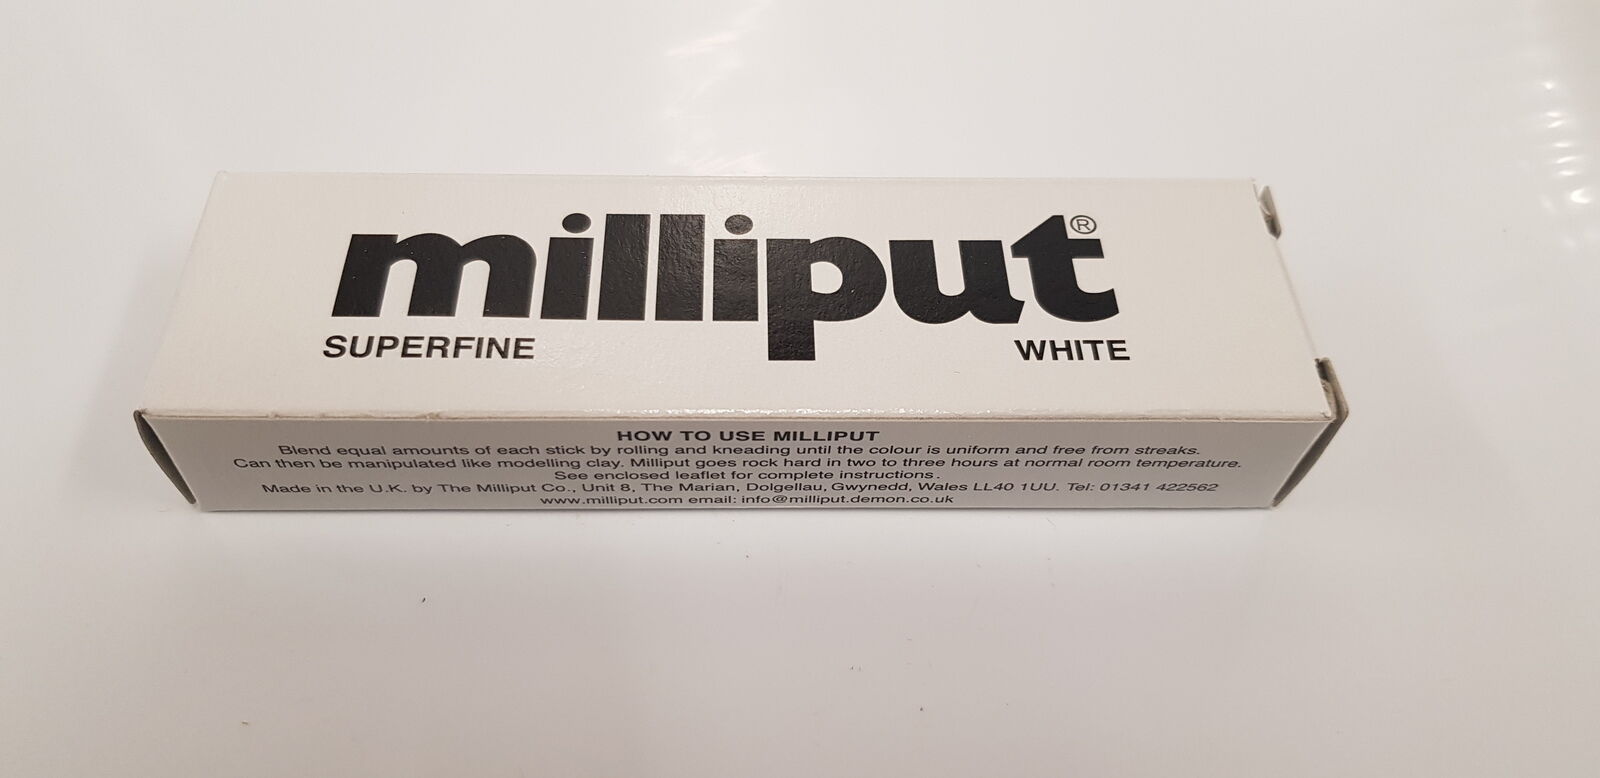 milliput®
SUPERFINE WHITE
HOW TO USE MILLIPUT
Blend equal amounts of each stick by rolling and kneading until the colour is uniform and free from streaks.
Can then be manipulated like modelling clay. Milliput goes rock hard in two to three hours at normal room temperature.
See enclosed leaflet for complete instructions.
Made in the U.K. by The Milliput Co., Unit 8, The Marian, Dolgellau, Gwynedd, Wales LL40 1UU. Tel: 01341 422562
www.milliput.com email: info@milliput.demon.co.uk